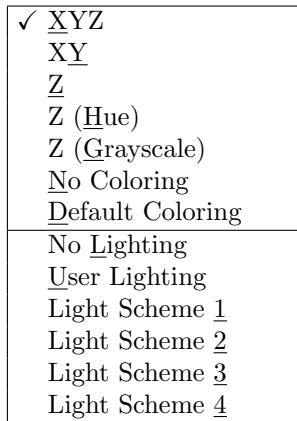 ✓ XYZ
XY
Z
Z (Hue)
Z (Grayscale)
No Coloring
Default Coloring
No Lighting
User Lighting
Light Scheme 1
Light Scheme 2
Light Scheme 3
Light Scheme 4